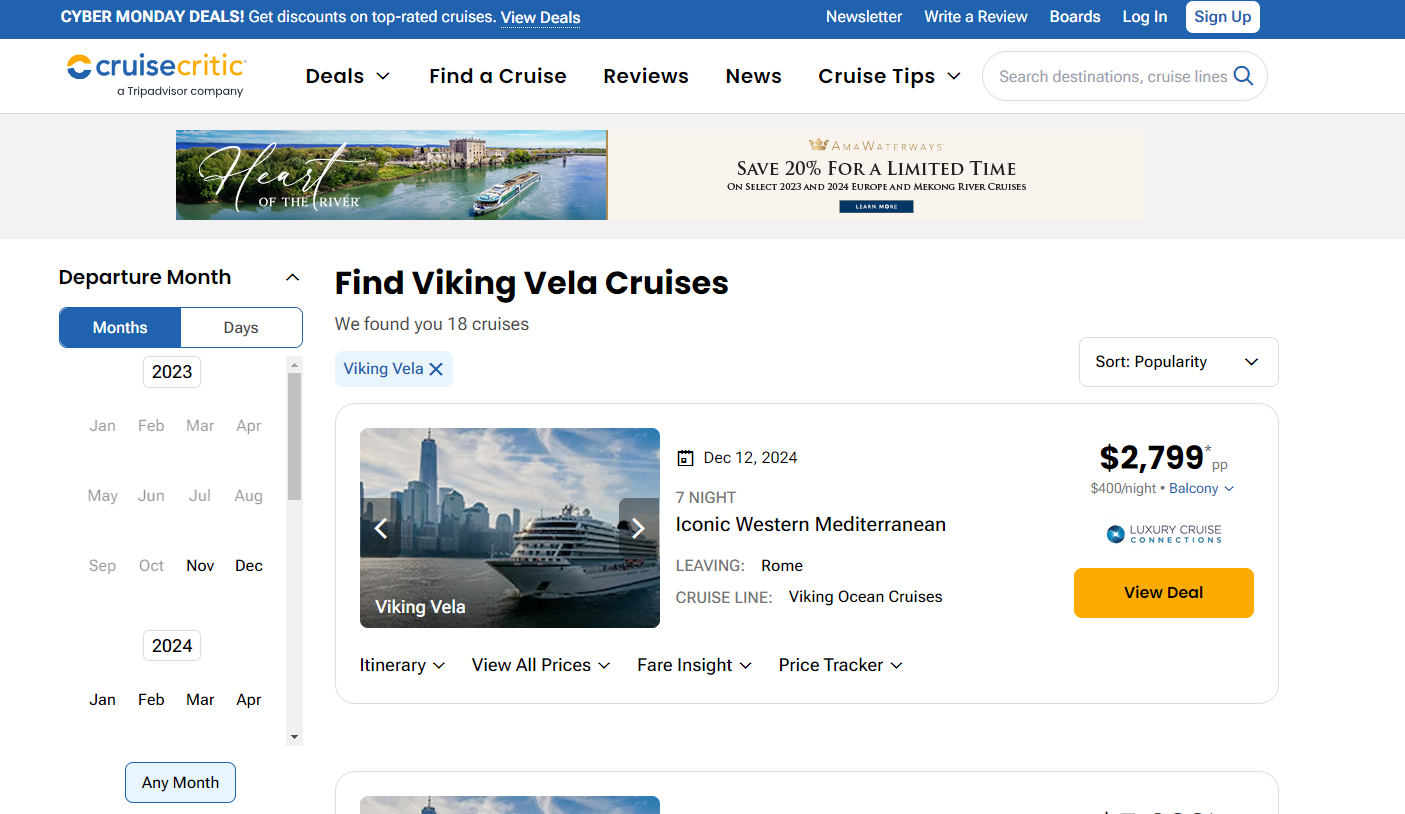 CYBER MONDAY DEALS! Get discounts on top-rated cruises. View Deals
Newsletter Write a Review Boards Log In Sign Up
cruisecritic
a Tripadvisor company
Deals Find a Cruise Reviews News Cruise Tips Search destinations, cruise lines
Heart
OF THE RIVER
AMAWATERWAYS
SAVE 20% FOR A LIMITED TIME
ON SELECT 2023 AND 2024 EUROPE AND MEKONG RIVER CRUISES
LEARN MORE
Departure Month
Months Days
2023
Jan Feb Mar Apr
May Jun Jul Aug
Sep Oct Nov Dec
2024
Jan Feb Mar Apr
Any Month
Find Viking Vela Cruises
We found you 18 cruises
Viking Vela
Sort: Popularity
Viking Vela
Dec 12, 2024
7 NIGHT
Iconic Western Mediterranean
LEAVING: Rome
CRUISE LINE: Viking Ocean Cruises
$2,799* pp
$400/night • Balcony
LUXURY CRUISE
CONNECTIONS
View Deal
Itinerary View All Prices Fare Insight Price Tracker